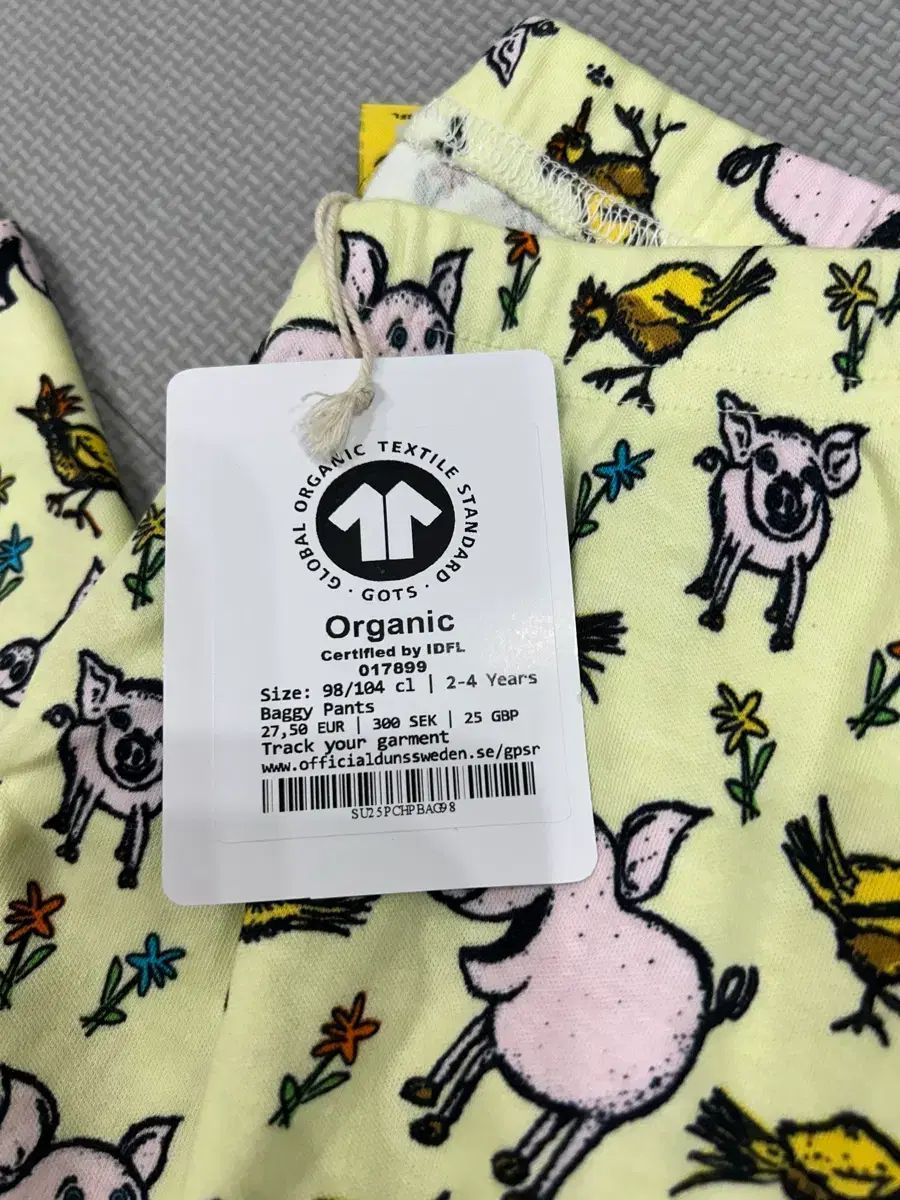 GLOBAL ORGANIC TEXTILE STANDARD · GOTS ·
Organic
Certified by IDFL
017899
Size: 98/104 cl | 2-4 Years
Baggy Pants
27,50 EUR | 300 SEK | 25 GBP
Track your garment
www.officialdunssweden.se/gpsr
SU25PCHPBAG98